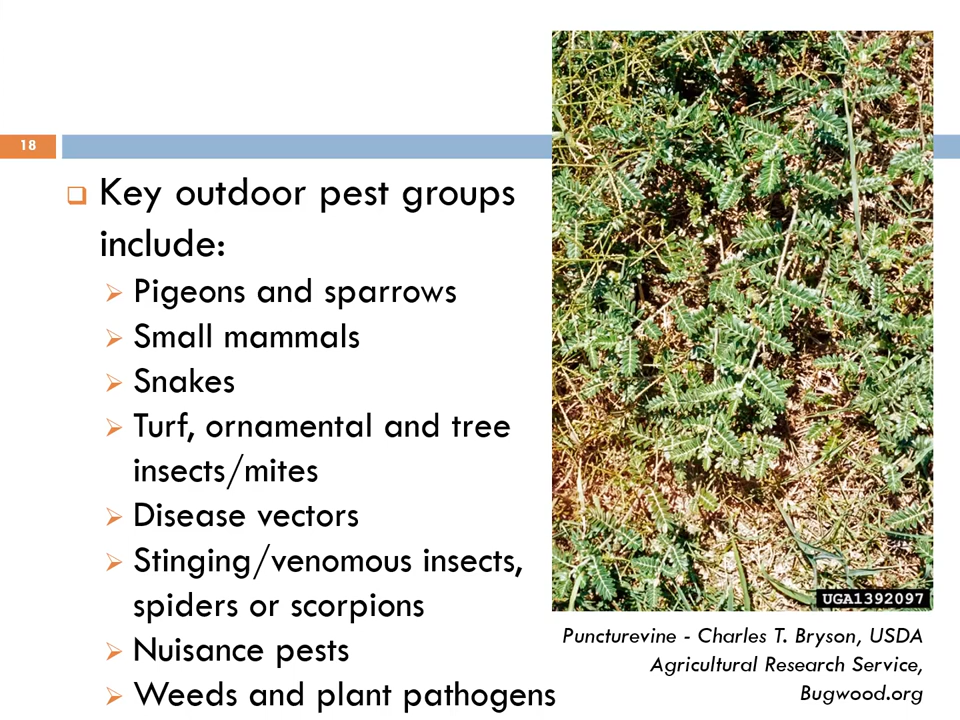 18
Key outdoor pest groups
include:
Pigeons and sparrows
Small mammals
Snakes
Turf, ornamental and tree
insects/mites
Disease vectors
Stinging/venomous insects,
spiders or scorpions
Nuisance pests
Weeds and plant pathogens
UGA1392097
Puncturevine - Charles T. Bryson, USDA
Agricultural Research Service,
Bugwood.org